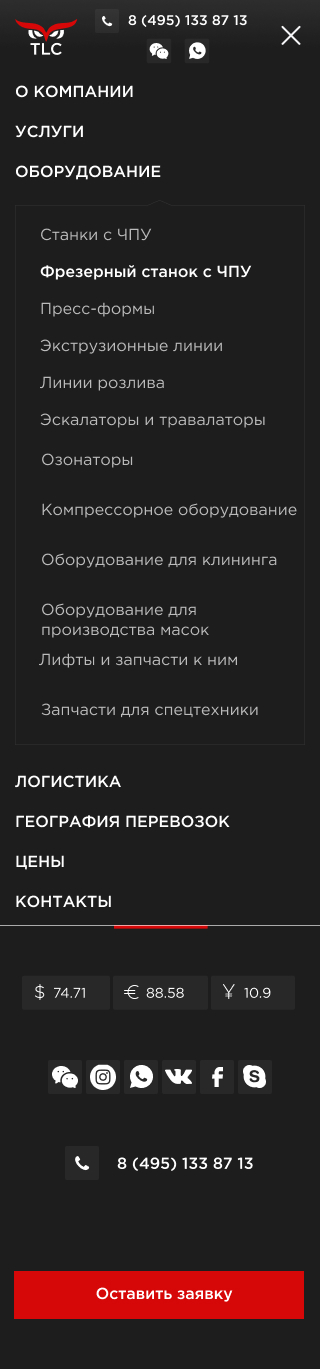 TLC
8 (495) 133 87 13
О КОМПАНИИ
УСЛУГИ
ОБОРУДОВАНИЕ
Станки с ЧПУ
Фрезерный станок с ЧПУ
Пресс-формы
Экструзионные линии
Линии розлива
Эскалаторы и травалаторы
Озонаторы
Компрессорное оборудование
Оборудование для клининга
Оборудование для
производства масок
Лифты и запчасти к ним
Запчасти для спецтехники
ЛОГИСТИКА
ГЕОГРАФИЯ ПЕРЕВОЗОК
ЦЕНЫ
КОНТАКТЫ
$ 74.71 € 88.58 ¥ 10.9
8 (495) 133 87 13
Оставить заявку